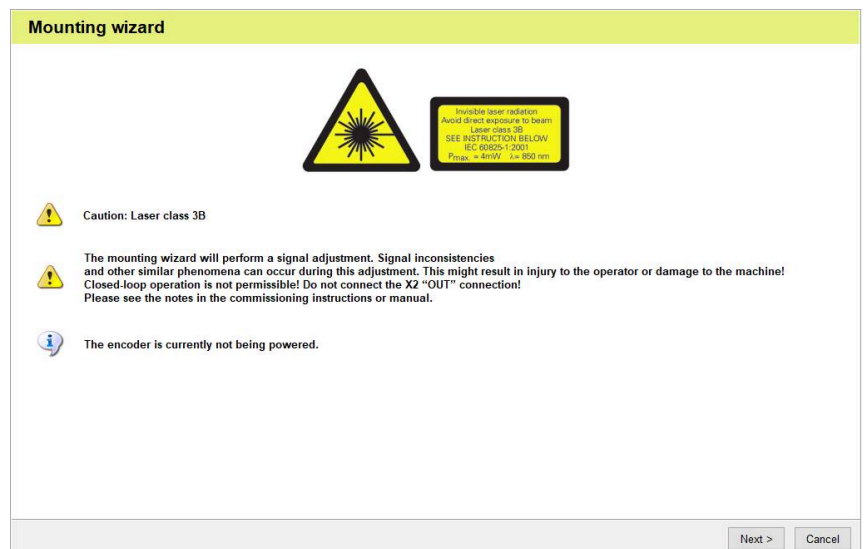 Mounting wizard
Invisible laser radiation
Avoid direct exposure to beam
Laser class 3B
SEE INSTRUCTION BELOW
IEC 60825-1:2001
Pmax. = 4mW λ= 850 nm
Caution: Laser class 3B
The mounting wizard will perform a signal adjustment. Signal inconsistencies
and other similar phenomena can occur during this adjustment. This might result in injury to the operator or damage to the machine!
Closed-loop operation is not permissible! Do not connect the X2 “OUT” connection!
Please see the notes in the commissioning instructions or manual.
The encoder is currently not being powered.
Next > Cancel